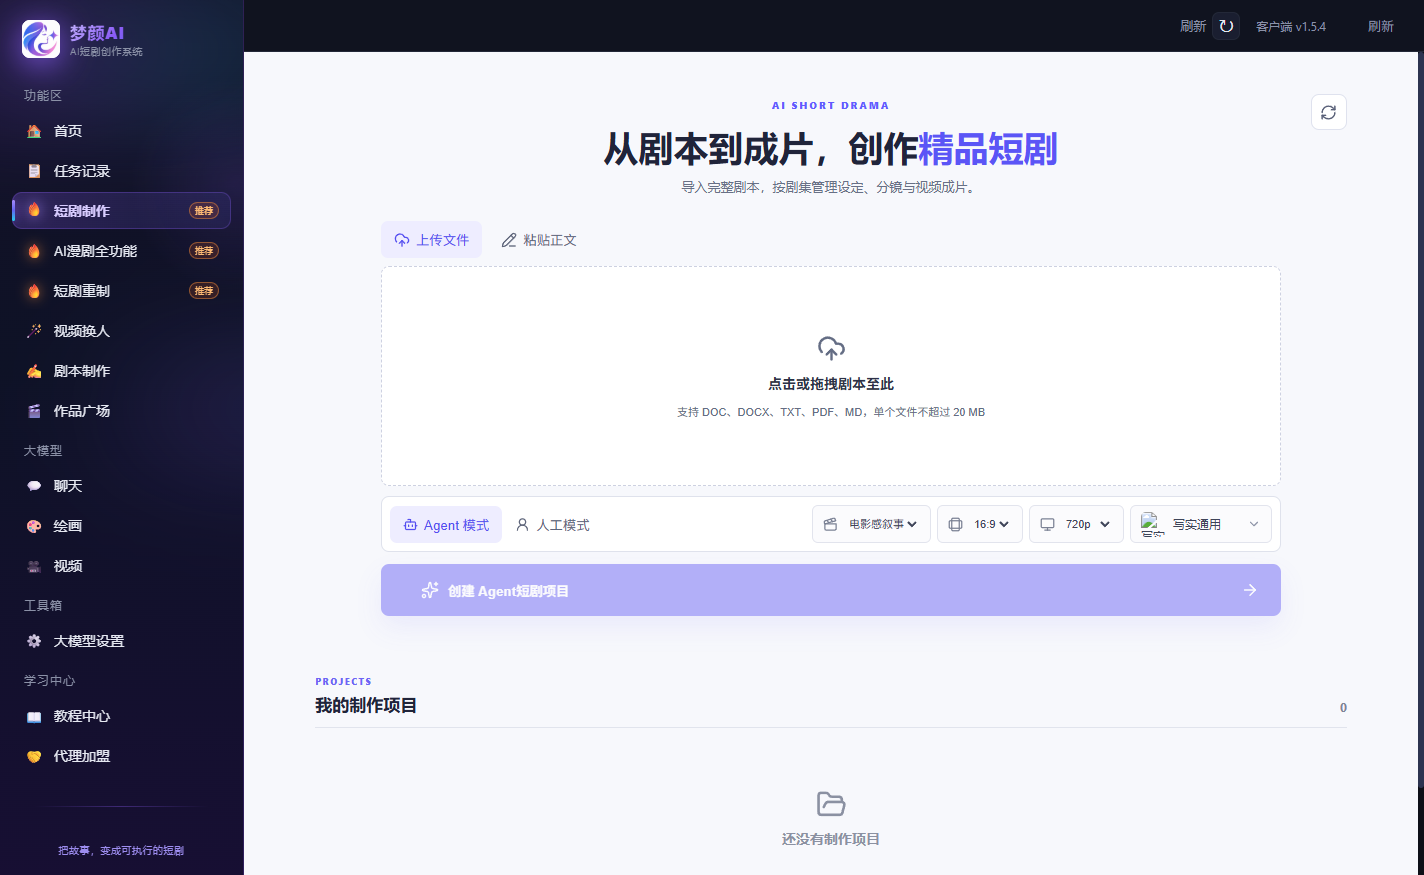 梦颜AI
AI短剧创作系统
刷新
客户端 v1.5.4
刷新
功能区
首页
任务记录
短剧制作 推荐
AI漫剧全功能 推荐
短剧重制 推荐
视频换人
剧本制作
作品广场
大模型
聊天
绘画
视频
工具箱
大模型设置
学习中心
教程中心
代理加盟
把故事，变成可执行的短剧
AI SHORT DRAMA
从剧本到成片，创作精品短剧
导入完整剧本，按剧集管理设定、分镜与视频成片。
上传文件 粘贴正文
点击或拖拽剧本至此
支持 DOC、DOCX、TXT、PDF、MD，单个文件不超过 20 MB
Agent 模式 人工模式 电影感叙事 16:9 720p 写实通用
创建 Agent短剧项目
PROJECTS
我的制作项目 0
还没有制作项目